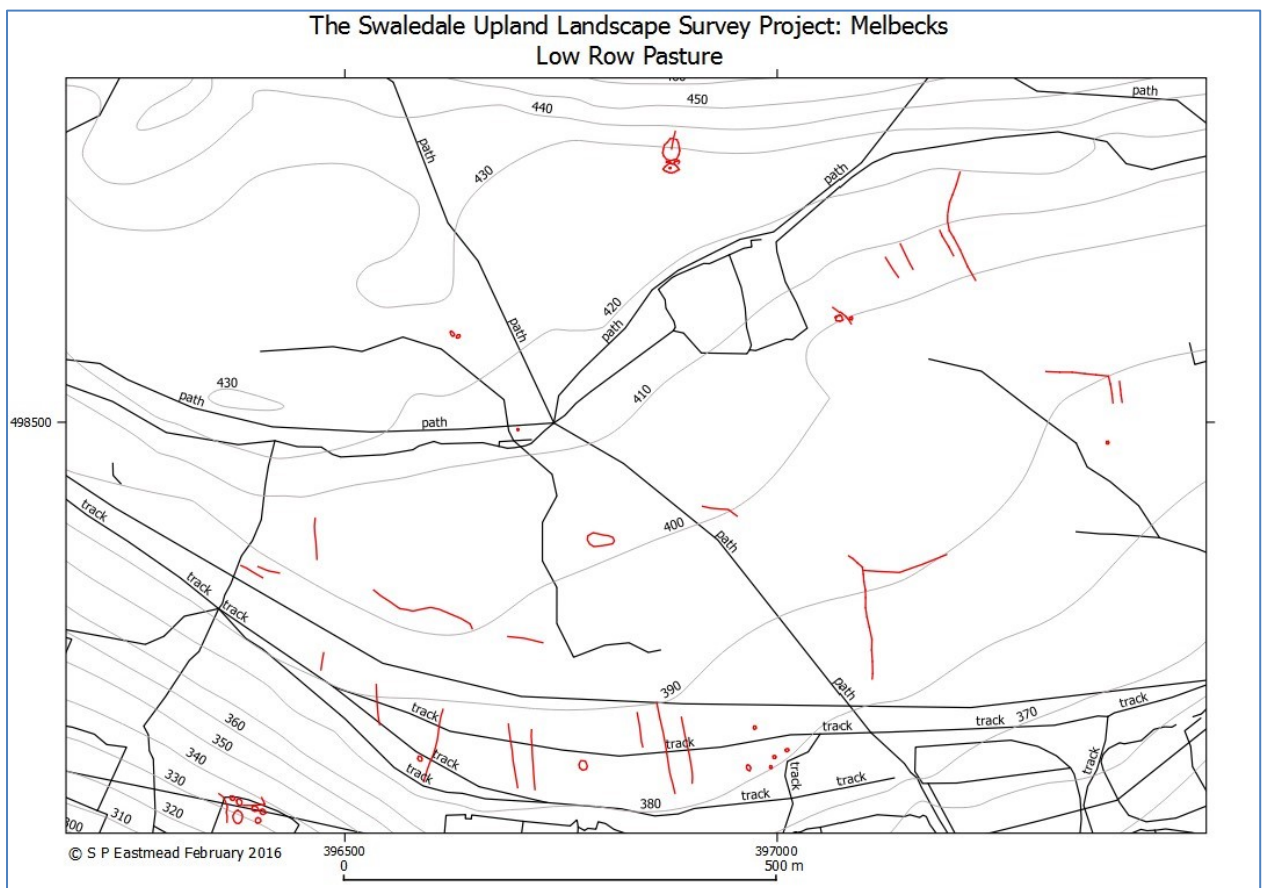 The Swaledale Upland Landscape Survey Project: Melbecks
Low Row Pasture
450
440
path
path
430
path
420
path
path
410
430
path
path
498500
400
path
track
track
track
390
path
track
370
track
track
track
track
360
350
track
track
track
track
340
track
330
track
380
320
310
© S P Eastmead February 2016
396500
397000
0
500 m